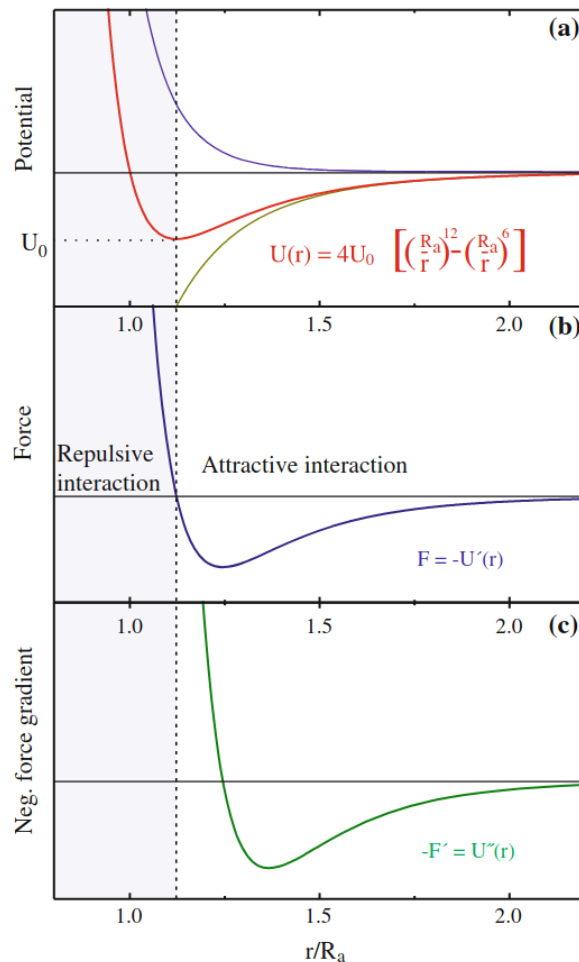 (a)
Potential
U₀
U(r) = 4U₀ [(Rₐ/r)¹²-(Rₐ/r)⁶]
1.0 1.5 2.0
(b)
Force
Repulsive
interaction
Attractive interaction
F = -U´(r)
1.0 1.5 2.0
(c)
Neg. force gradient
-F´ = U˝(r)
1.0 1.5 2.0
r/Rₐ